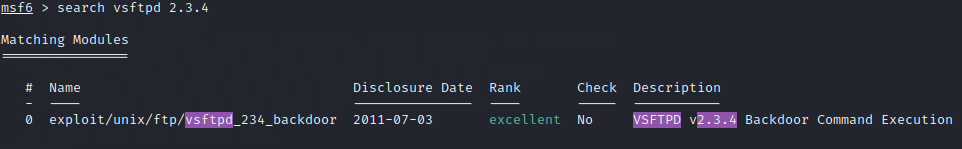 msf6 > search vsftpd 2.3.4
Matching Modules
================
#  Name                                  Disclosure Date  Rank       Check  Description
-  ----                                  ---------------  ----       -----  -----------
0  exploit/unix/ftp/vsftpd_234_backdoor  2011-07-03       excellent  No     VSFTPD v2.3.4 Backdoor Command Execution